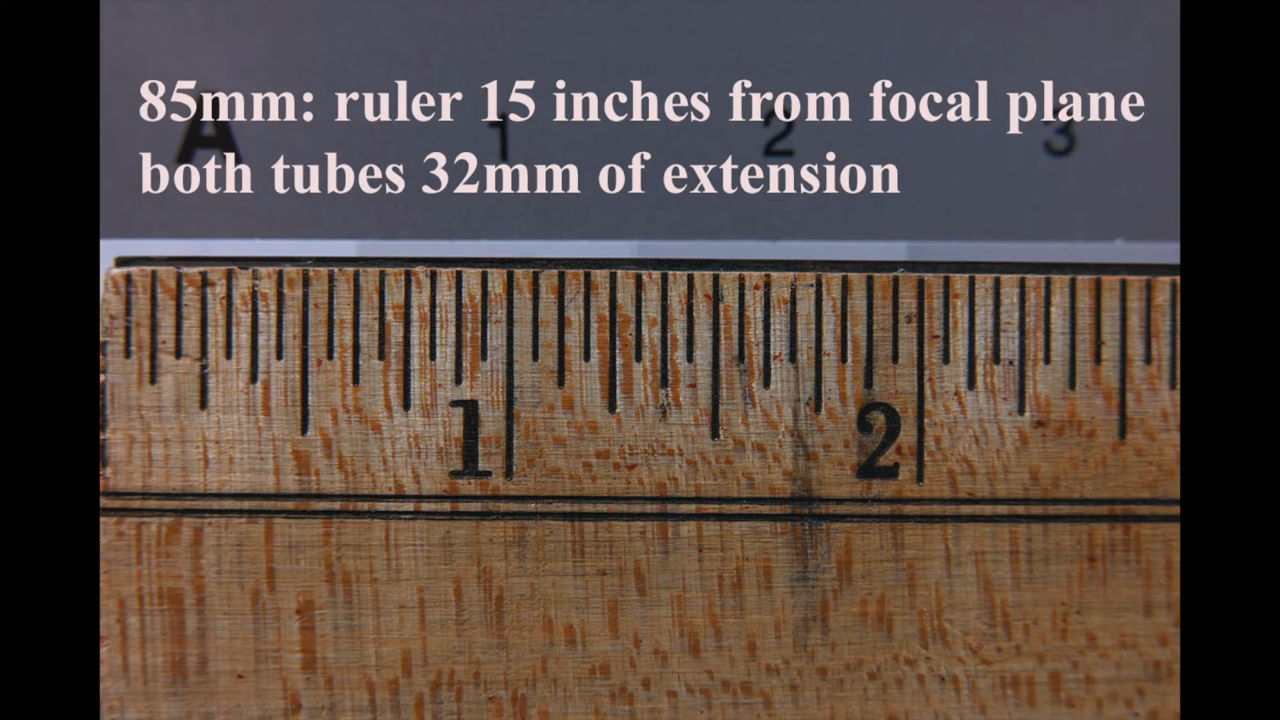 85mm: ruler 15 inches from focal plane
both tubes 32mm of extension
A 1 2 3
1 2